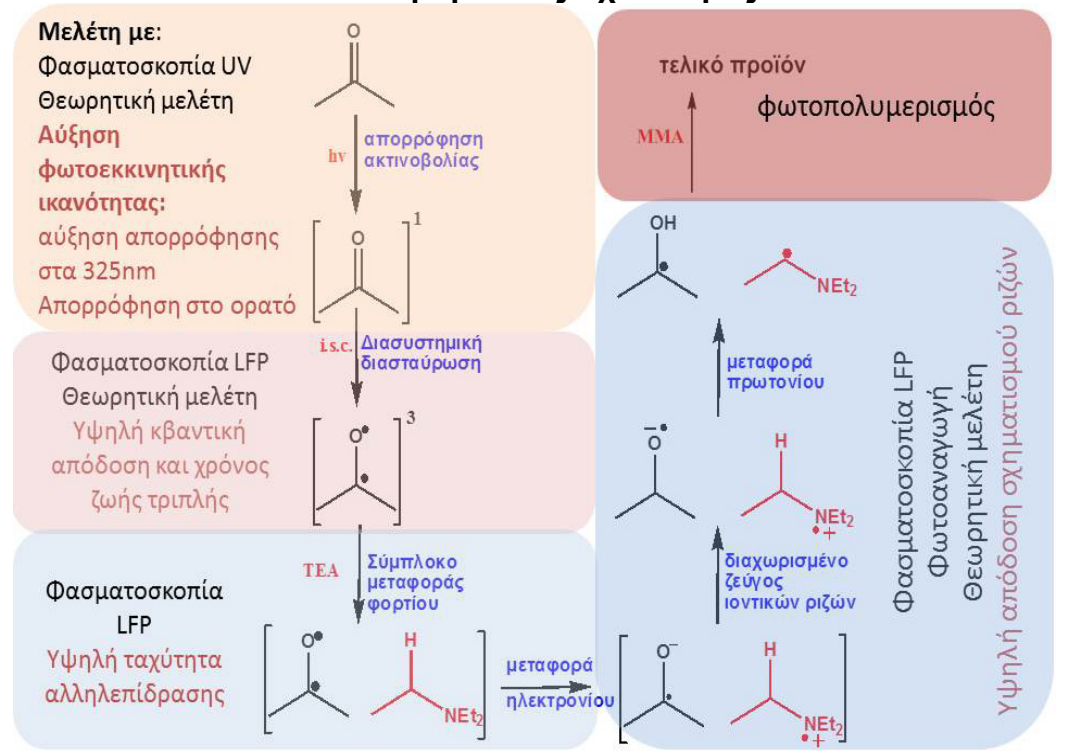 Μελέτη με:
Φασματοσκοπία UV
Θεωρητική μελέτη
Αύξηση
φωτοεκκινητικής
ικανότητας:
αύξηση απορρόφησης
στα 325nm
Απορρόφηση στο ορατό
O
hv
απορρόφηση
ακτινοβολίας
O
1
i.s.c.
Διασυστημική
διασταύρωση
Φασματοσκοπία LFP
Θεωρητική μελέτη
Υψηλή κβαντική
απόδοση και χρόνος
ζωής τριπλής
O
3
TEA
Σύμπλοκο
μεταφοράς
φορτίου
Φασματοσκοπία
LFP
Υψηλή ταχύτητα
αλληλεπίδρασης
O
H
NEt2
μεταφορά
ηλεκτρονίου
O−
H
NEt2
•+
διαχωρισμένο
ζεύγος
ιοντικών ριζών
O
−•
H
NEt2
•+
μεταφορά
πρωτονίου
OH
NEt2
Φασματοσκοπία LFP
Φωτοαναγωγή
Θεωρητική μελέτη
Υψηλή απόδοση σχηματισμού ριζών
MMA
τελικό προϊόν
φωτοπολυμερισμός